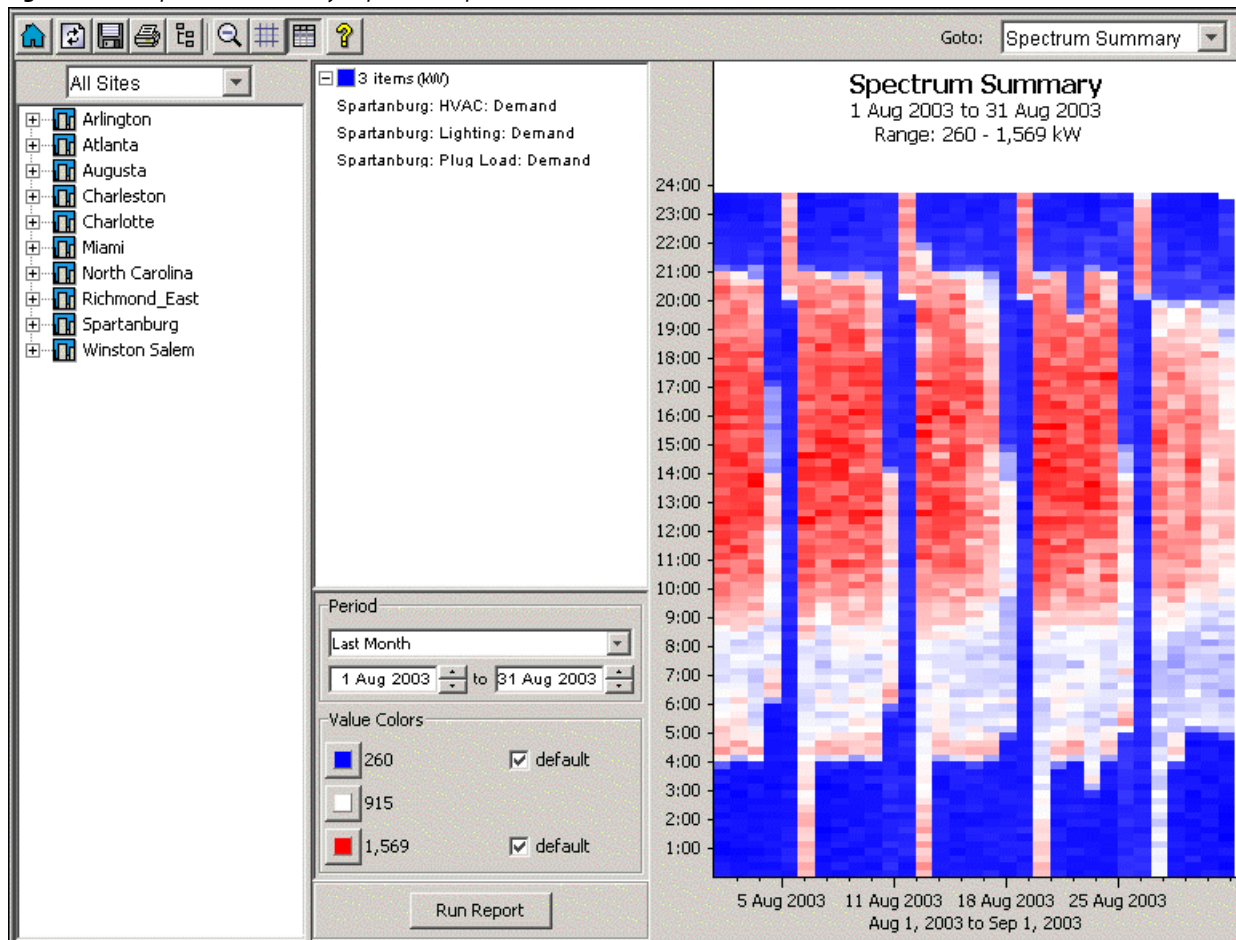 Goto: Spectrum Summary
All Sites
Arlington
Atlanta
Augusta
Charleston
Charlotte
Miami
North Carolina
Richmond_East
Spartanburg
Winston Salem
3 items (kW)
Spartanburg: HVAC: Demand
Spartanburg: Lighting: Demand
Spartanburg: Plug Load: Demand
Period
Last Month
1 Aug 2003 to 31 Aug 2003
Value Colors
260 default
915
1,569 default
Run Report
Spectrum Summary
1 Aug 2003 to 31 Aug 2003
Range: 260 - 1,569 kW
24:00
23:00
22:00
21:00
20:00
19:00
18:00
17:00
16:00
15:00
14:00
13:00
12:00
11:00
10:00
9:00
8:00
7:00
6:00
5:00
4:00
3:00
2:00
1:00
5 Aug 2003 11 Aug 2003 18 Aug 2003 25 Aug 2003
Aug 1, 2003 to Sep 1, 2003